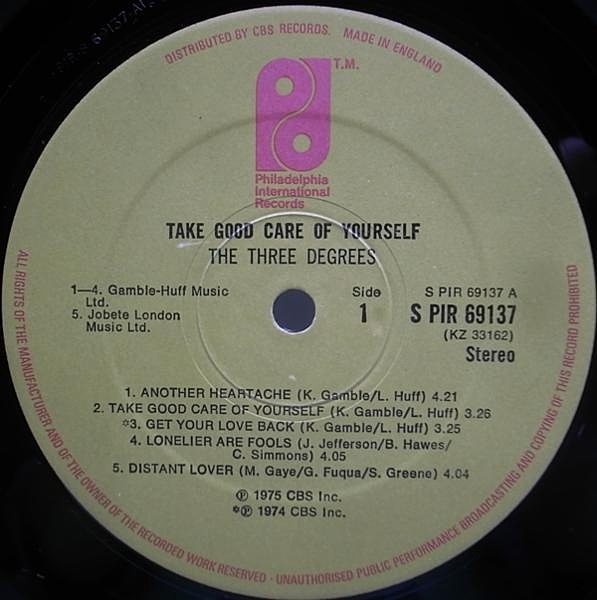 DISTRIBUTED BY CBS RECORDS. MADE IN ENGLAND
T.M.
Philadelphia
International
Records
TAKE GOOD CARE OF YOURSELF
THE THREE DEGREES
1—4. Gamble-Huff Music
Ltd.
5. Jobete London
Music Ltd.
Side
1
S PIR 69137 A
S PIR 69137
(KZ 33162)
Stereo
1. ANOTHER HEARTACHE (K. Gamble/L. Huff) 4.21
2. TAKE GOOD CARE OF YOURSELF (K. Gamble/L. Huff) 3.26
*3. GET YOUR LOVE BACK (K. Gamble/L. Huff) 3.25
4. LONELIER ARE FOOLS (J. Jefferson/B. Hawes/
C. Simmons) 4.05
5. DISTANT LOVER (M. Gaye/G. Fuqua/S. Greene) 4.04
℗ 1975 CBS Inc.
*℗ 1974 CBS Inc.
ALL RIGHTS OF THE MANUFACTURER AND OF THE OWNER OF THE RECORDED WORK RESERVED · UNAUTHORISED PUBLIC PERFORMANCE BROADCASTING AND COPYING OF THIS RECORD PROHIBITED